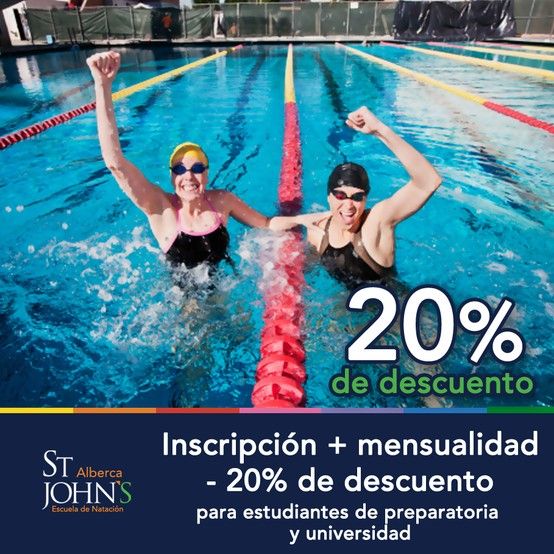 20%
de descuento
ST
Alberca
JOHN'S
Escuela de Natación
Inscripción + mensualidad
- 20% de descuento
para estudiantes de preparatoria
y universidad